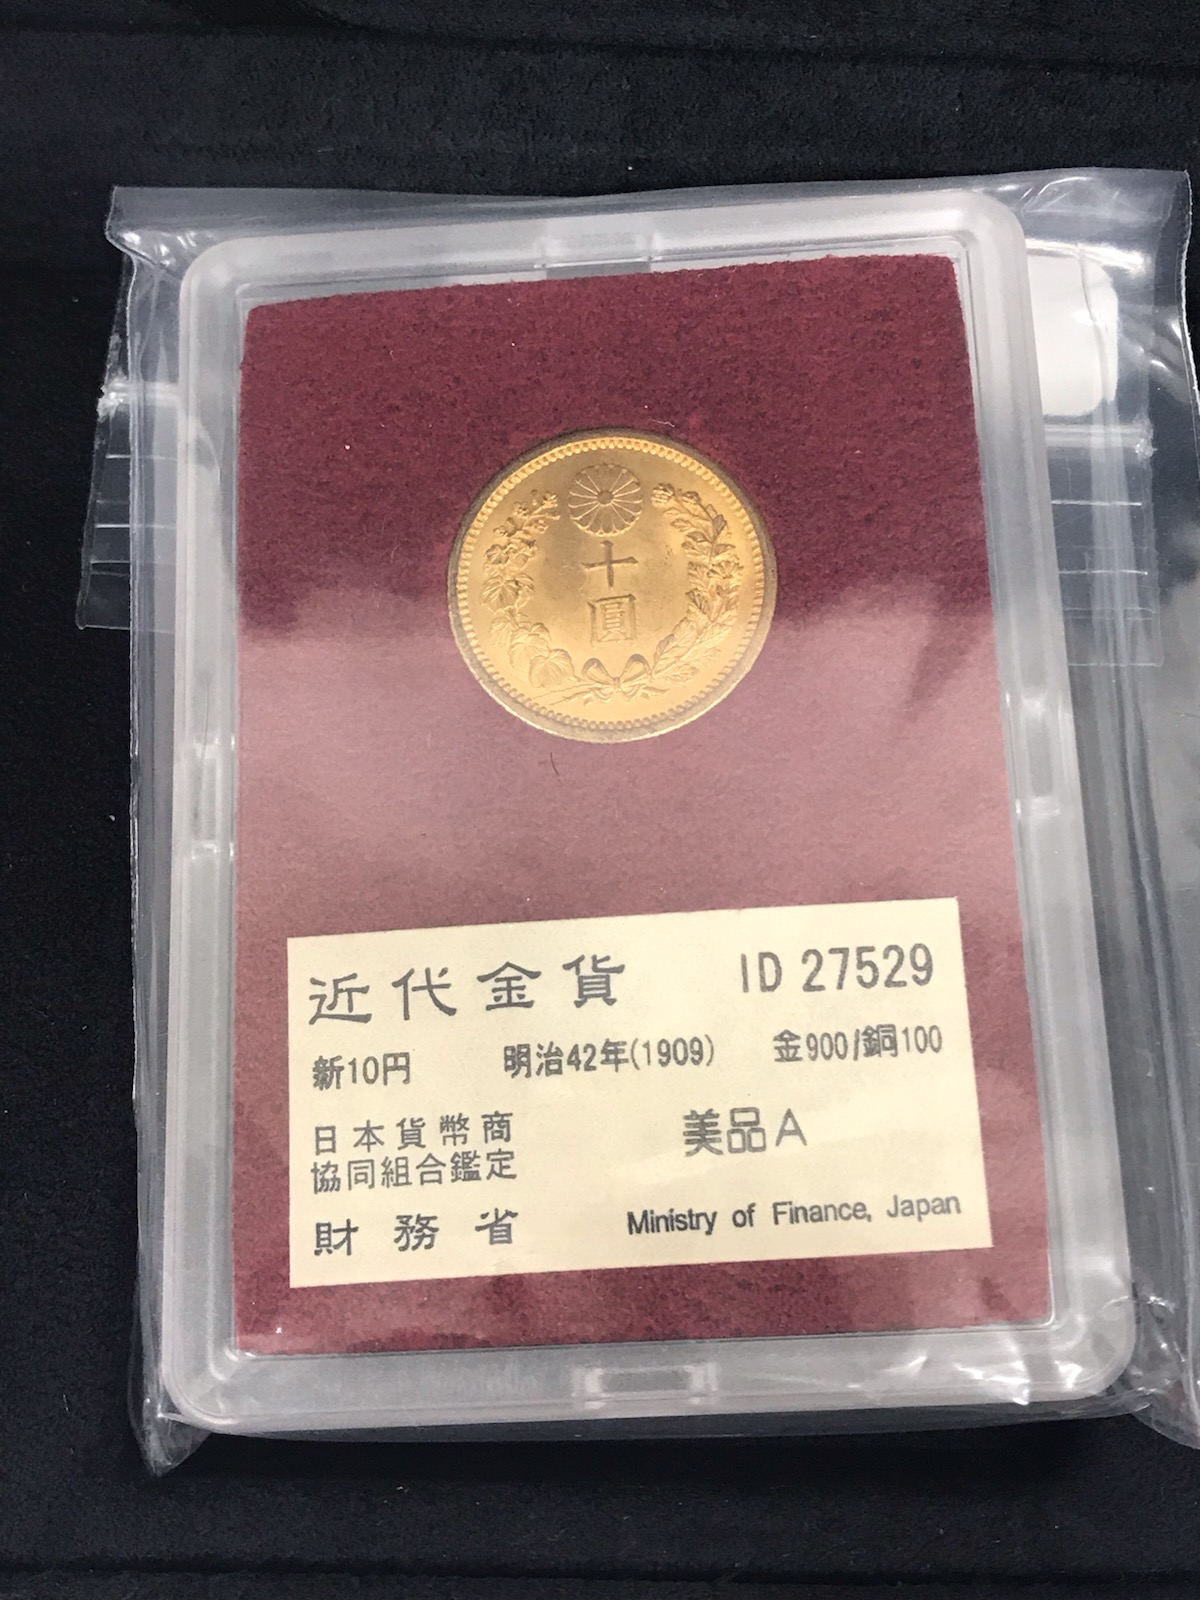 十
圓
近代金貨 ID 27529
新10円 明治42年(1909) 金900/銅100
日本貨幣商
協同組合鑑定 美品A
財務省 Ministry of Finance, Japan